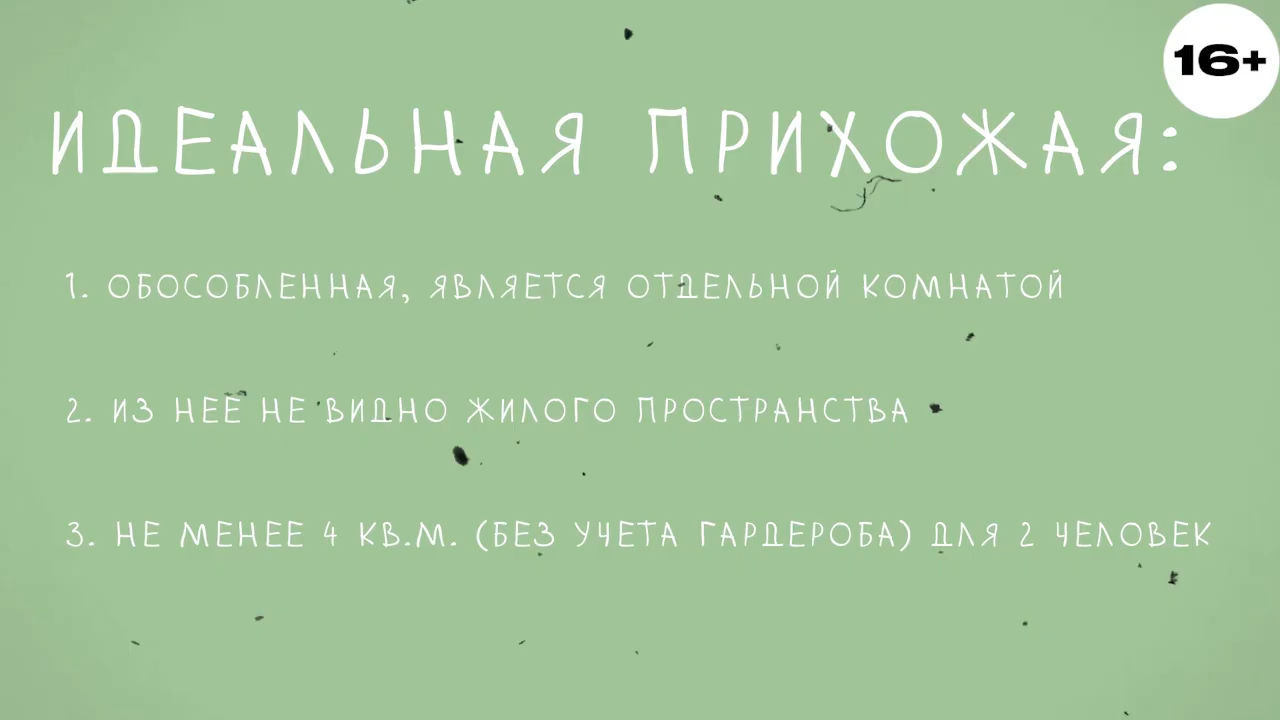 16+
ИДЕАЛЬНАЯ ПРИХОЖАЯ:
1. ОБОСОБЛЕННАЯ, ЯВЛЯЕТСЯ ОТДЕЛЬНОЙ КОМНАТОЙ
2. ИЗ НЕЕ НЕ ВИДНО ЖИЛОГО ПРОСТРАНСТВА
3. НЕ МЕНЕЕ 4 КВ.М. (БЕЗ УЧЕТА ГАРДЕРОБА) ДЛЯ 2 ЧЕЛОВЕК